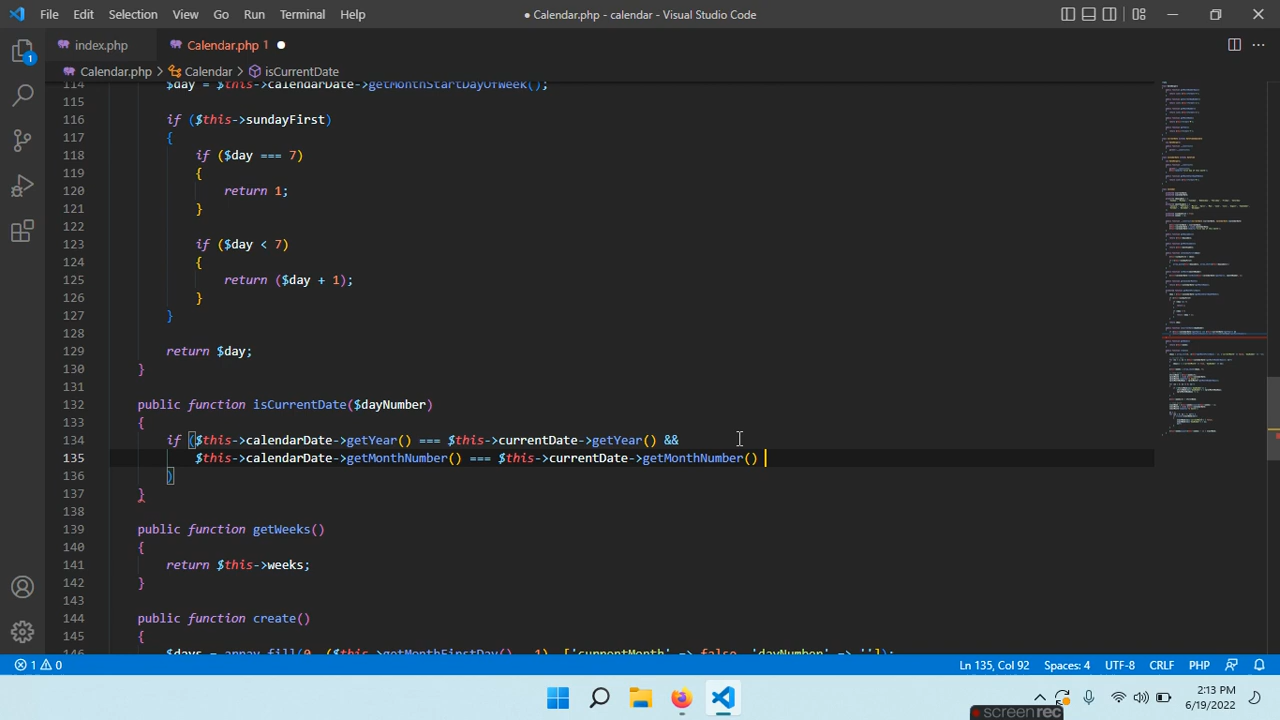 File Edit Selection View Go Run Terminal Help
● Calendar.php - calendar - Visual Studio Code
index.php
Calendar.php 1
Calendar.php > Calendar > isCurrentDate
114 $day = $this->calendarDate->getMonthStartDayOfWeek();
115
116 if ($this->sundayFirst)
117 {
118 if ($day === 7)
119 {
120 return 1;
121 }
122
123 if ($day < 7)
124 {
125 return ($day + 1);
126 }
127 }
128
129 return $day;
130 }
131
132 public function isCurrentDate($dayNumber)
133 {
134 if ($this->calendarDate->getYear() === $this->currentDate->getYear() &&
135 $this->calendarDate->getMonthNumber() === $this->currentDate->getMonthNumber()
136 )
137 }
138
139 public function getWeeks()
140 {
141 return $this->weeks;
142 }
143
144 public function create()
145 {
146 $days = array_fill(0, ($this->getMonthFirstDay() - 1), ['currentMonth' => false, 'dayNumber' => '']);
1
1 0
Ln 135, Col 92 Spaces: 4 UTF-8 CRLF PHP
2:13 PM
6/19/2022
screenrec